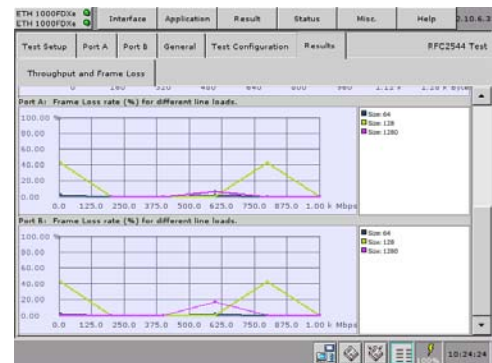 ETH 1000FDXs
ETH 1000FDXs
Interface Application Result Status Misc. Help 2.10.6.3
Test Setup Port A Port B General Test Configuration Results RFC2544 Test
Throughput and Frame Loss
Port A: Frame Loss rate (%) for different line loads.
100.00 %
80.00
60.00
40.00
20.00
0.00
0.0 125.0 250.0 375.0 500.0 625.0 750.0 875.0 1.00 k Mbps
Size: 64
Size: 128
Size: 1280
Port B: Frame Loss rate (%) for different line loads.
100.00 %
80.00
60.00
40.00
20.00
0.00
0.0 125.0 250.0 375.0 500.0 625.0 750.0 875.0 1.00 k Mbps
Size: 64
Size: 128
Size: 1280
100%
10:24:26